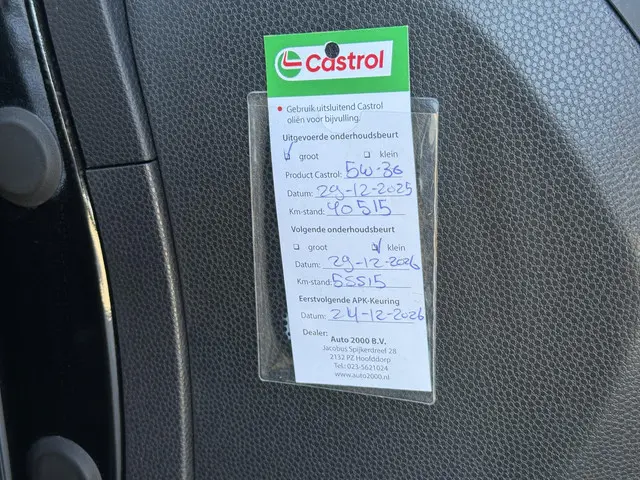 Castrol
Gebruik uitsluitend Castrol
oliën voor bijvulling.
Uitgevoerde onderhoudsbeurt
groot klein
Product Castrol: 5W-30
Datum: 29-12-2025
Km-stand: 40515
Volgende onderhoudsbeurt
groot klein
Datum: 29-12-2026
Km-stand: 55515
Eerstvolgende APK-Keuring
Datum: 24-12-2026
Dealer:
Auto 2000 B.V.
Jacobus Spijkerdreef 28
2132 PZ Hoofddorp
Tel.: 023-5621024
www.auto2000.nl